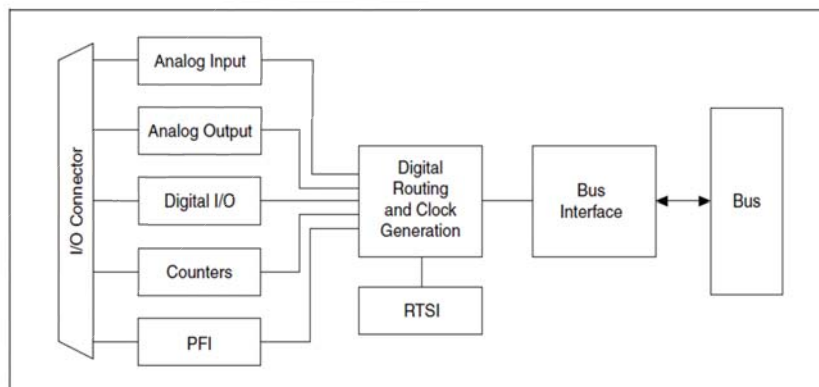 I/O Connector
Analog Input
Analog Output
Digital I/O
Counters
PFI
Digital
Routing
and Clock
Generation
RTSI
Bus
Interface
Bus